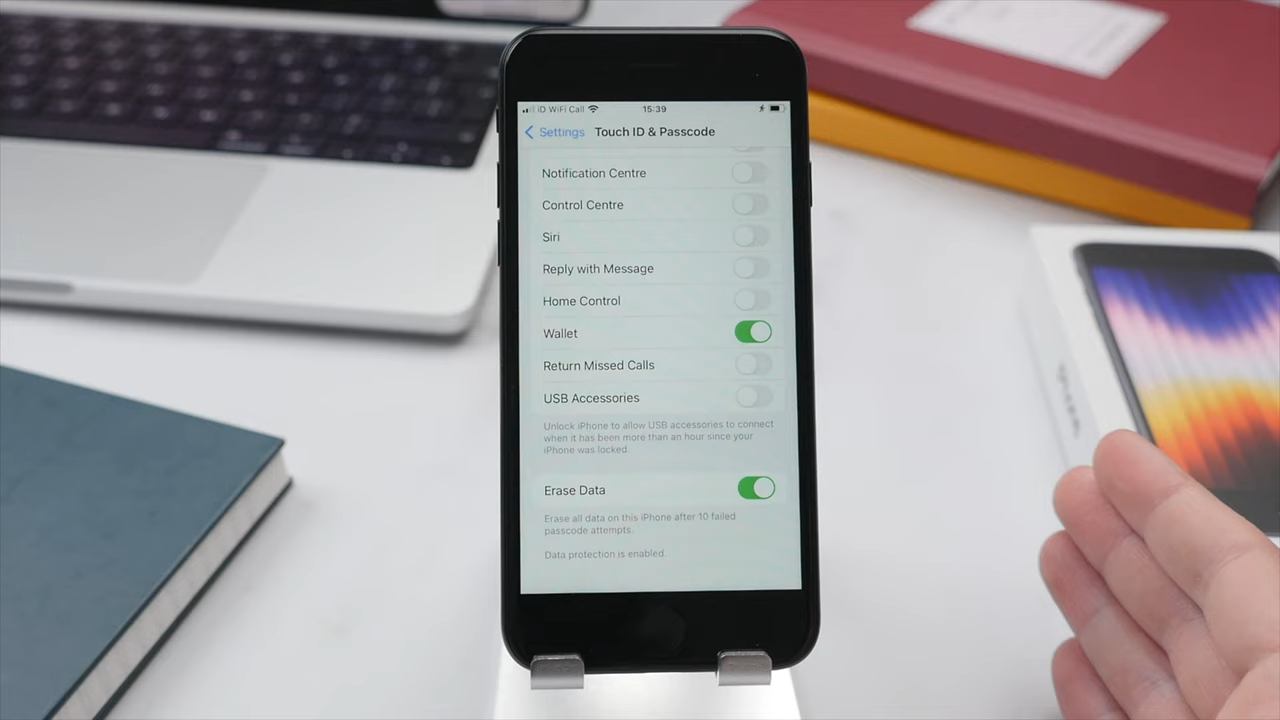 iD WiFi Call 15:39
Settings Touch ID & Passcode
Notification Centre
Control Centre
Siri
Reply with Message
Home Control
Wallet
Return Missed Calls
USB Accessories
Unlock iPhone to allow USB accessories to connect
when it has been more than an hour since your
iPhone was locked.
Erase Data
Erase all data on this iPhone after 10 failed
passcode attempts.
Data protection is enabled.